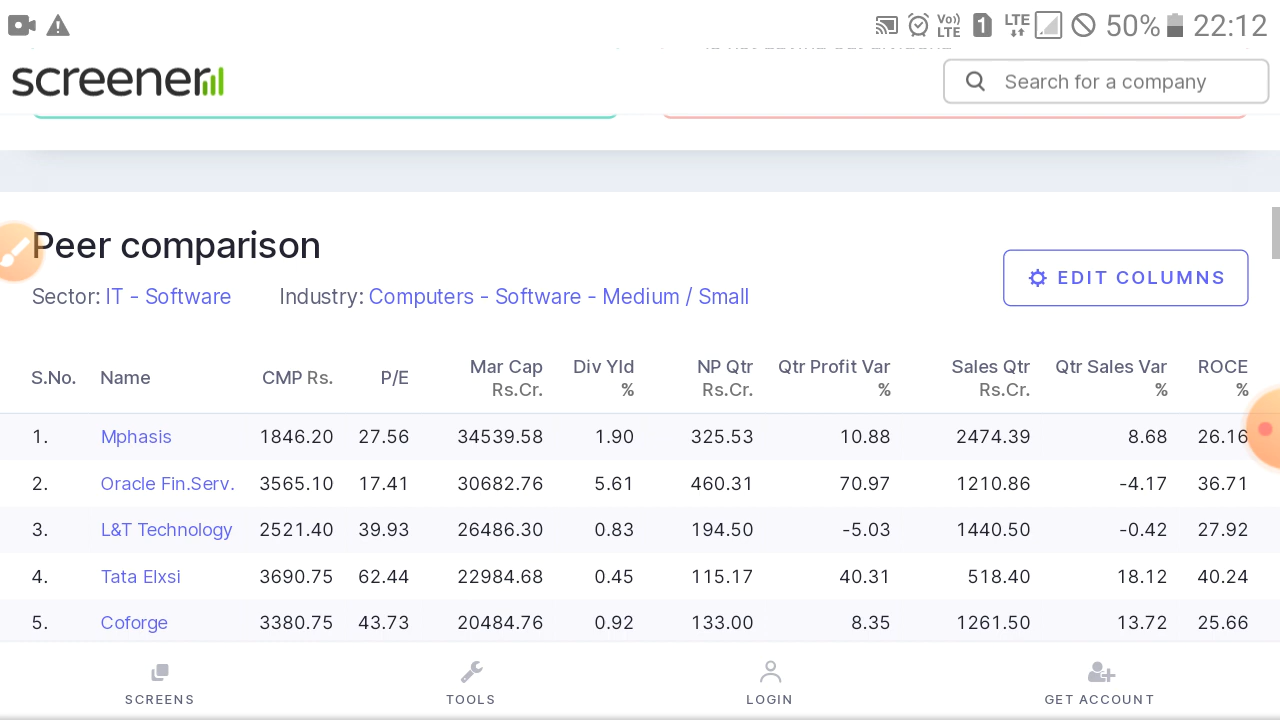 Vo))
LTE
1
LTE
50%
22:12
screener
Search for a company
Peer comparison
Sector: IT - Software Industry: Computers - Software - Medium / Small
EDIT COLUMNS
S.No. Name CMP Rs. P/E Mar Cap Rs.Cr. Div Yld % NP Qtr Rs.Cr. Qtr Profit Var % Sales Qtr Rs.Cr. Qtr Sales Var % ROCE %
1. Mphasis 1846.20 27.56 34539.58 1.90 325.53 10.88 2474.39 8.68 26.16
2. Oracle Fin.Serv. 3565.10 17.41 30682.76 5.61 460.31 70.97 1210.86 -4.17 36.71
3. L&T Technology 2521.40 39.93 26486.30 0.83 194.50 -5.03 1440.50 -0.42 27.92
4. Tata Elxsi 3690.75 62.44 22984.68 0.45 115.17 40.31 518.40 18.12 40.24
5. Coforge 3380.75 43.73 20484.76 0.92 133.00 8.35 1261.50 13.72 25.66
SCREENS TOOLS LOGIN GET ACCOUNT